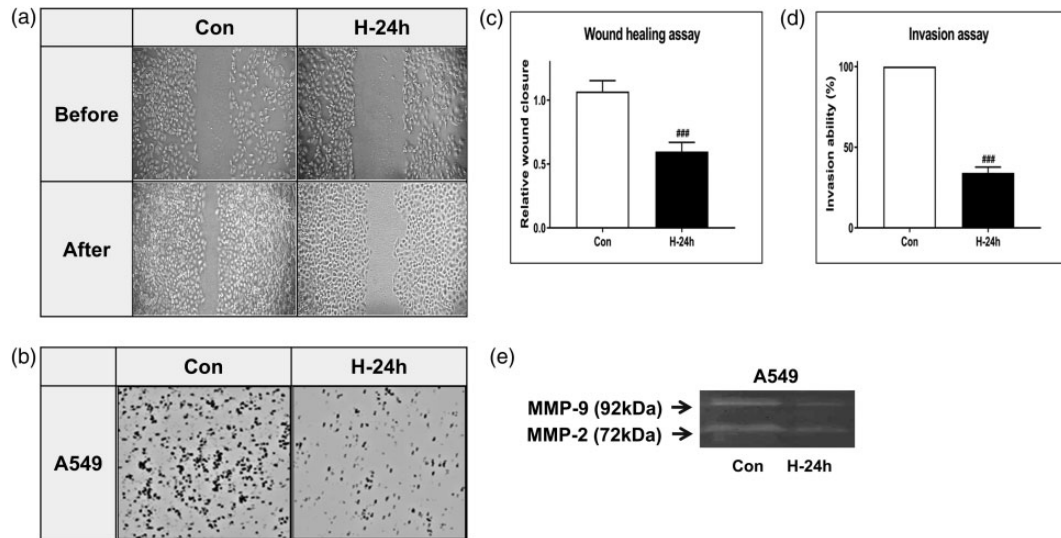 (a)
Con H-24h
Before
After
(b)
Con H-24h
A549
(c)
Wound healing assay
Relative wound closure
1.0
0.5
0.0
###
Con H-24h
(d)
Invasion assay
Invasion ability (%)
100
50
0
###
Con H-24h
(e)
A549
MMP-9 (92kDa) →
MMP-2 (72kDa) →
Con H-24h